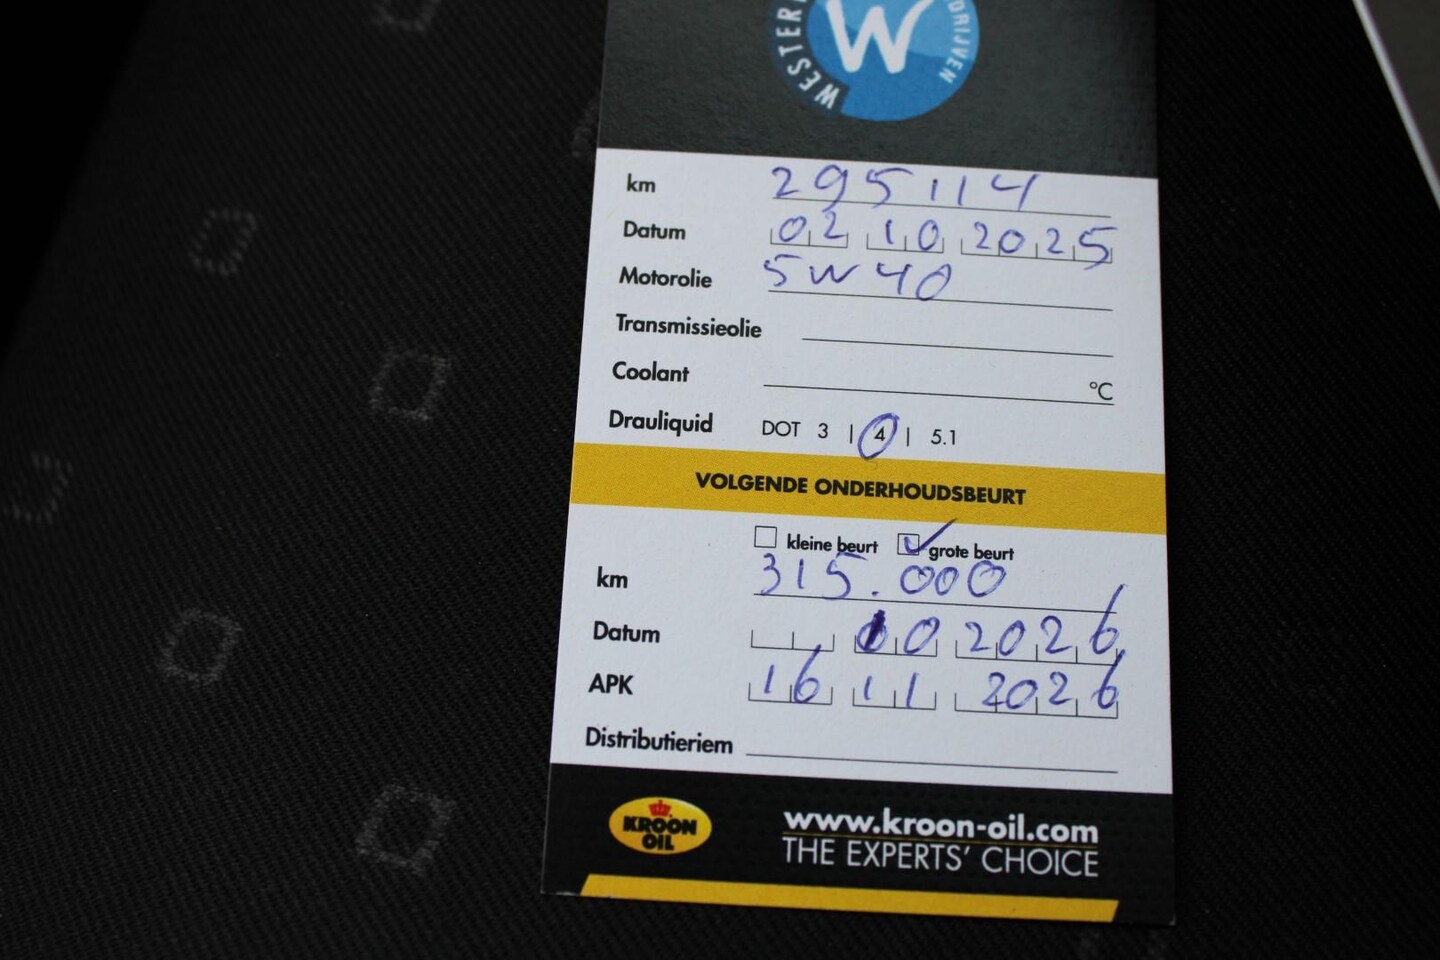 WESTER
W
DRIJVEN
km 295114
Datum 02 10 2025
Motorolie 5W40
Transmissieolie
Coolant °C
Drauliquid DOT 3 | 4 | 5.1
VOLGENDE ONDERHOUDSBEURT
kleine beurt grote beurt
km 315.000
Datum 10 2026
APK 16 11 2026
Distributieriem
KROON OIL
www.kroon-oil.com
THE EXPERTS' CHOICE